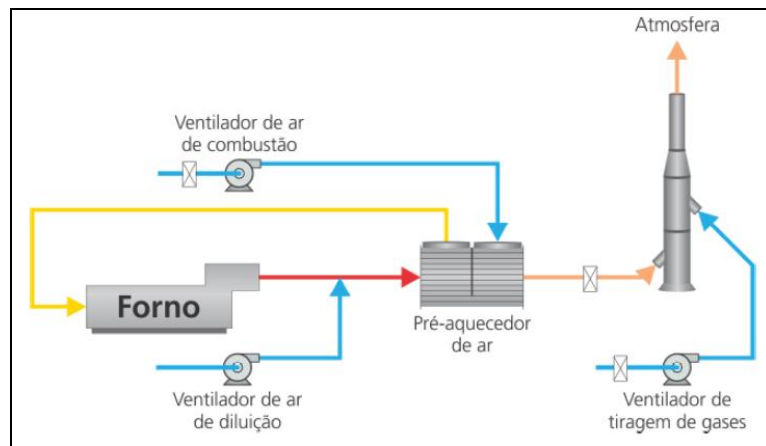 Atmosfera
Ventilador de ar
de combustão
Forno
Pré-aquecedor
de ar
Ventilador de ar
de diluição
Ventilador de
tiragem de gases